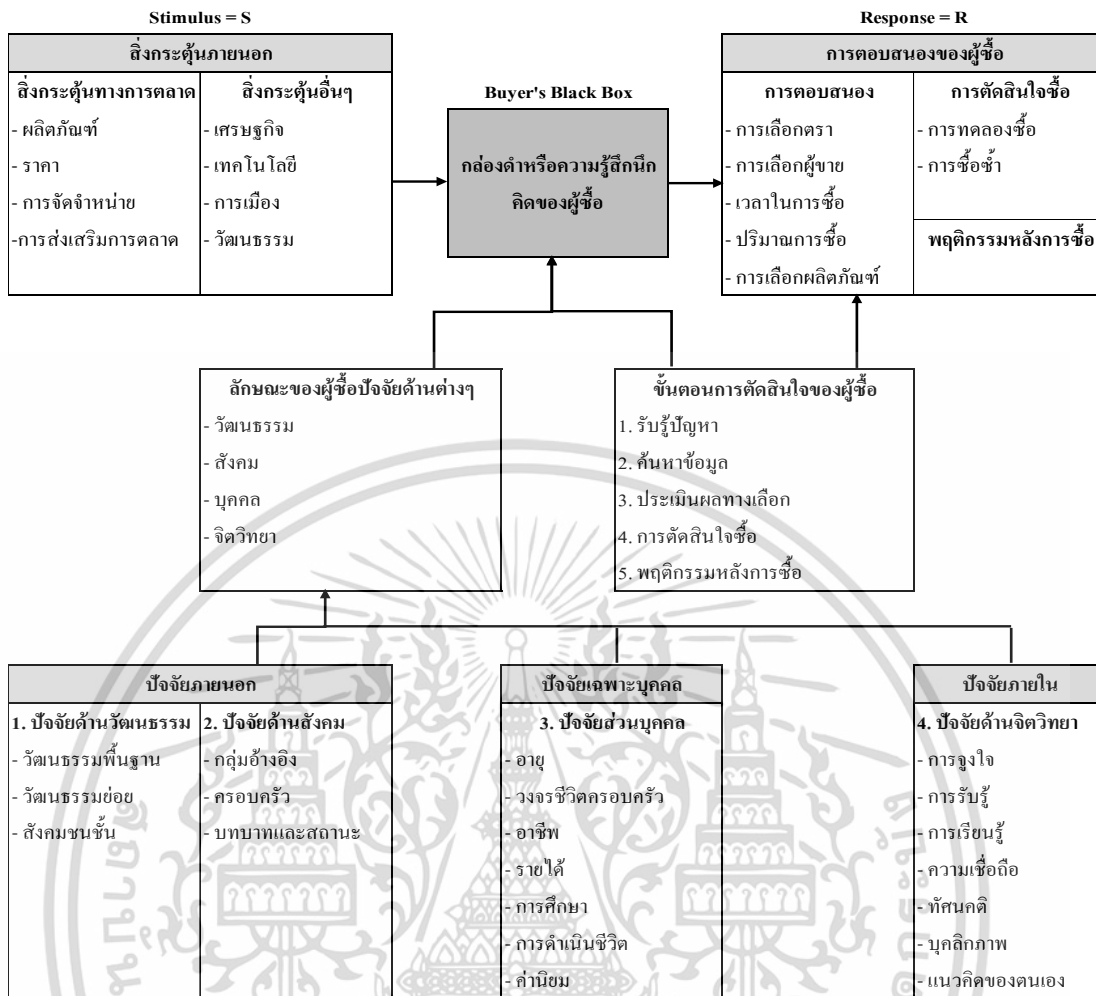 Stimulus = S
สิ่งกระตุ้นภายนอก
สิ่งกระตุ้นทางการตลาด
- ผลิตภัณฑ์
- ราคา
- การจัดจำหน่าย
-การส่งเสริมการตลาด
สิ่งกระตุ้นอื่นๆ
- เศรษฐกิจ
- เทคโนโลยี
- การเมือง
- วัฒนธรรม
Buyer's Black Box
กล่องดำหรือความรู้สึกนึก
คิดของผู้ซื้อ
Response = R
การตอบสนองของผู้ซื้อ
การตอบสนอง
- การเลือกตรา
- การเลือกผู้ขาย
- เวลาในการซื้อ
- ปริมาณการซื้อ
- การเลือกผลิตภัณฑ์
การตัดสินใจซื้อ
- การทดลองซื้อ
- การซื้อซ้ำ
พฤติกรรมหลังการซื้อ
ลักษณะของผู้ซื้อปัจจัยด้านต่างๆ
- วัฒนธรรม
- สังคม
- บุคคล
- จิตวิทยา
ขั้นตอนการตัดสินใจของผู้ซื้อ
1. รับรู้ปัญหา
2. ค้นหาข้อมูล
3. ประเมินผลทางเลือก
4. การตัดสินใจซื้อ
5. พฤติกรรมหลังการซื้อ
ปัจจัยภายนอก
1. ปัจจัยด้านวัฒนธรรม
- วัฒนธรรมพื้นฐาน
- วัฒนธรรมย่อย
- สังคมชนชั้น
2. ปัจจัยด้านสังคม
- กลุ่มอ้างอิง
- ครอบครัว
- บทบาทและสถานะ
ปัจจัยเฉพาะบุคคล
3. ปัจจัยส่วนบุคคล
- อายุ
- วงจรชีวิตครอบครัว
- อาชีพ
- รายได้
- การศึกษา
- การดำเนินชีวิต
- ค่านิยม
ปัจจัยภายใน
4. ปัจจัยด้านจิตวิทยา
- การจูงใจ
- การรับรู้
- การเรียนรู้
- ความเชื่อถือ
- ทัศนคติ
- บุคลิกภาพ
- แนวคิดของตนเอง